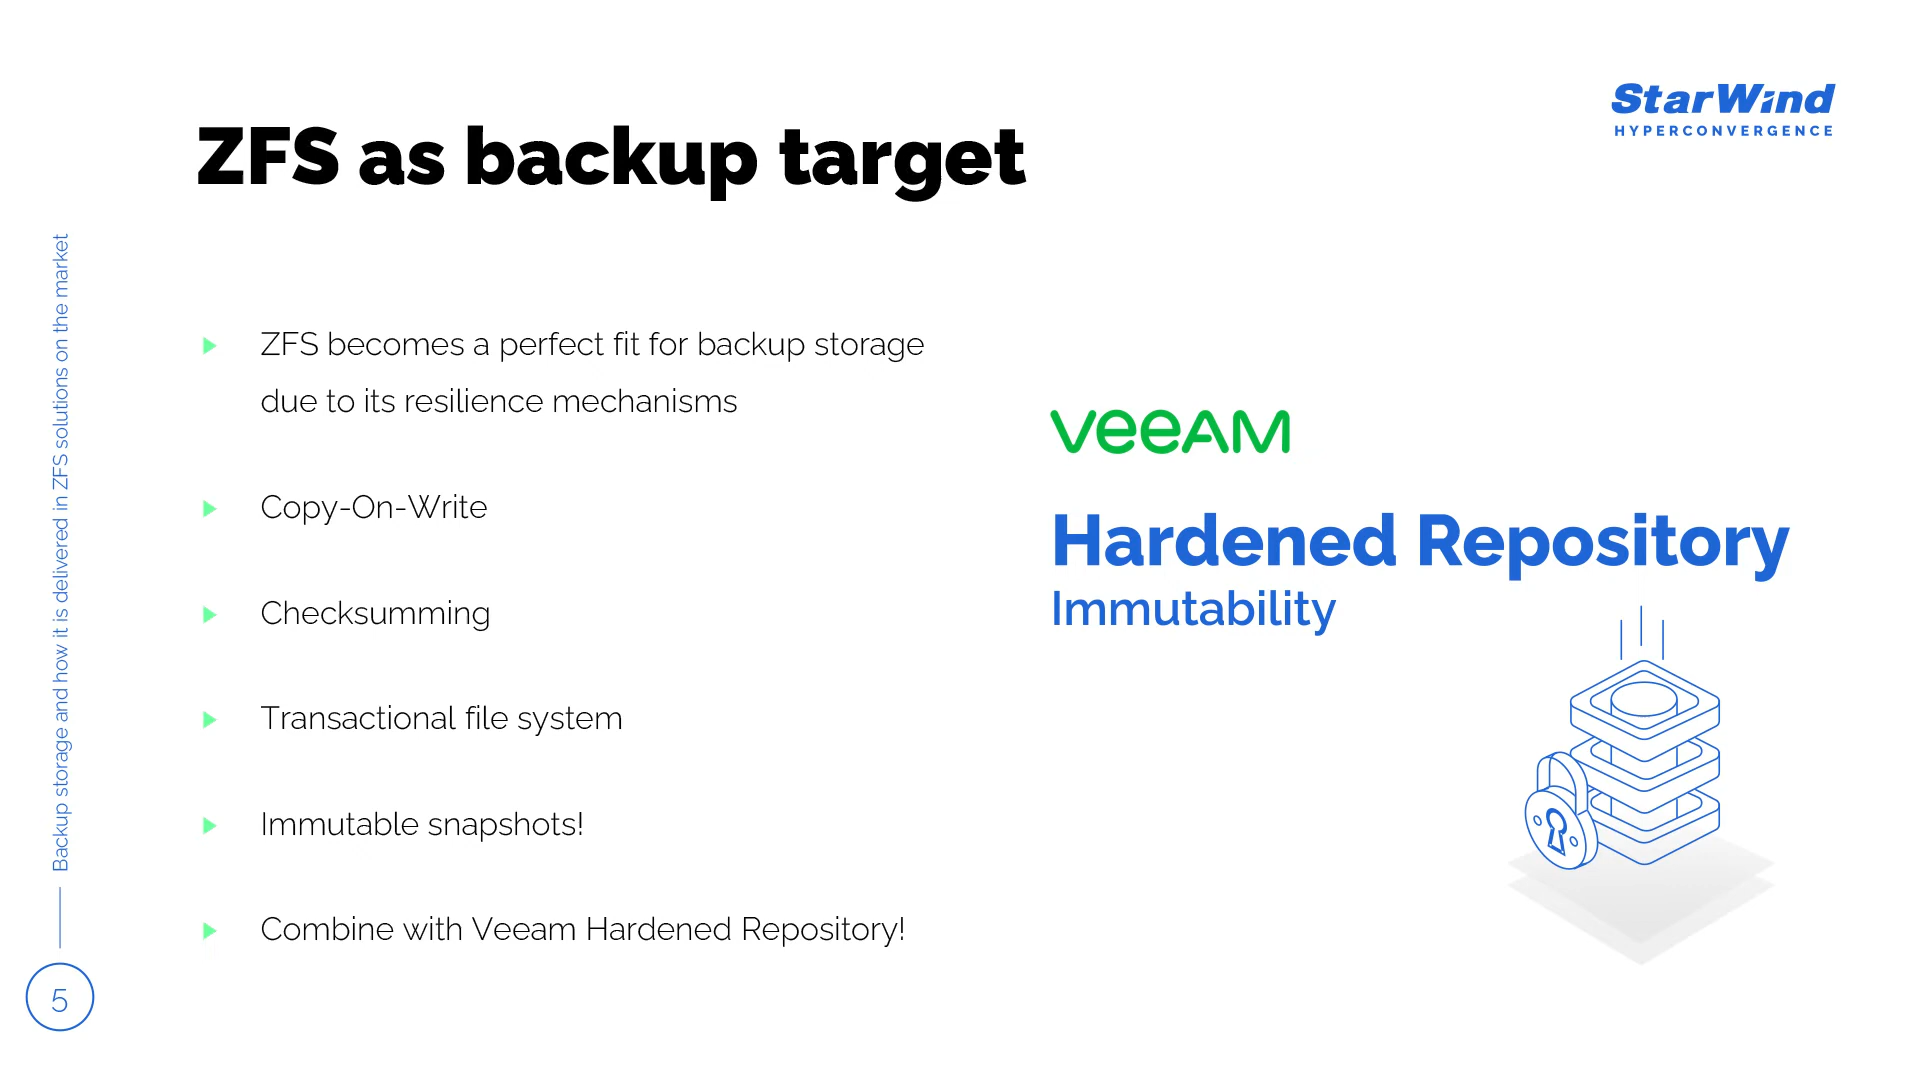 StarWind
HYPERCONVERGENCE
ZFS as backup target
ZFS becomes a perfect fit for backup storage
due to its resilience mechanisms
Copy-On-Write
Checksumming
Transactional file system
Immutable snapshots!
Combine with Veeam Hardened Repository!
veeAM
Hardened Repository
Immutability
Backup storage and how it is delivered in ZFS solutions on the market
5